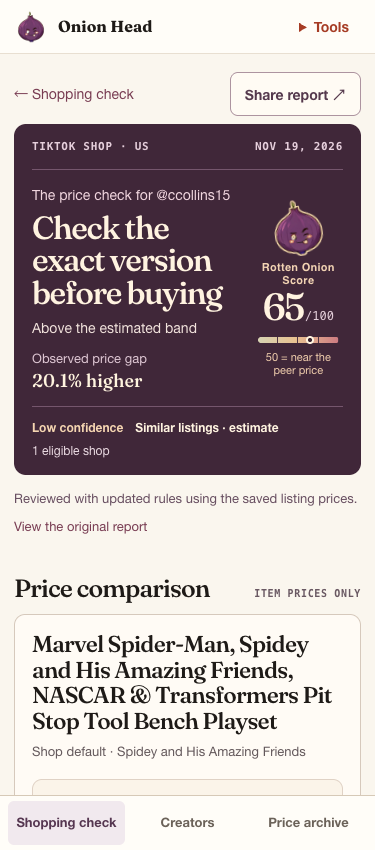 Onion Head
▶ Tools
← Shopping check
Share report ↗
TIKTOK SHOP · US
NOV 19, 2026
The price check for @ccollins15
Check the
exact version
before buying
Above the estimated band
Observed price gap
20.1% higher
Rotten Onion
Score
65/100
50 = near the
peer price
Low confidence Similar listings · estimate
1 eligible shop
Reviewed with updated rules using the saved listing prices.
View the original report
Price comparison
ITEM PRICES ONLY
Marvel Spider-Man, Spidey
and His Amazing Friends,
NASCAR & Transformers Pit
Stop Tool Bench Playset
Shop default · Spidey and His Amazing Friends
Shopping check
Creators
Price archive